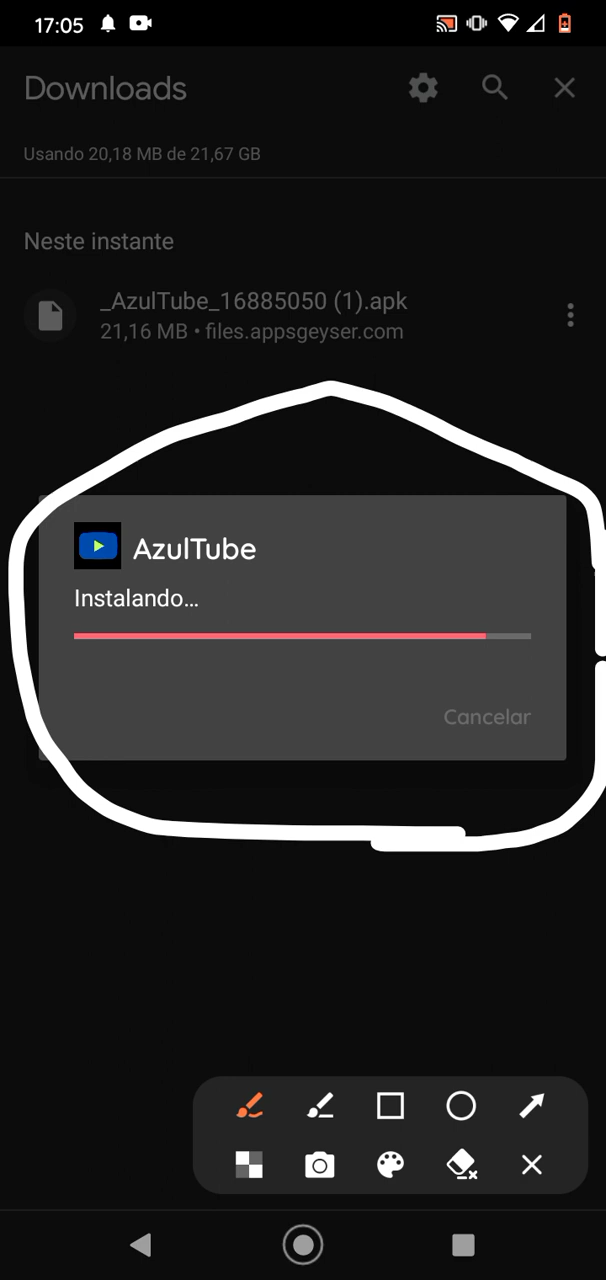 17:05
Downloads
Usando 20,18 MB de 21,67 GB
Neste instante
_AzulTube_16885050 (1).apk
21,16 MB • files.appsgeyser.com
AzulTube
Instalando...
Cancelar